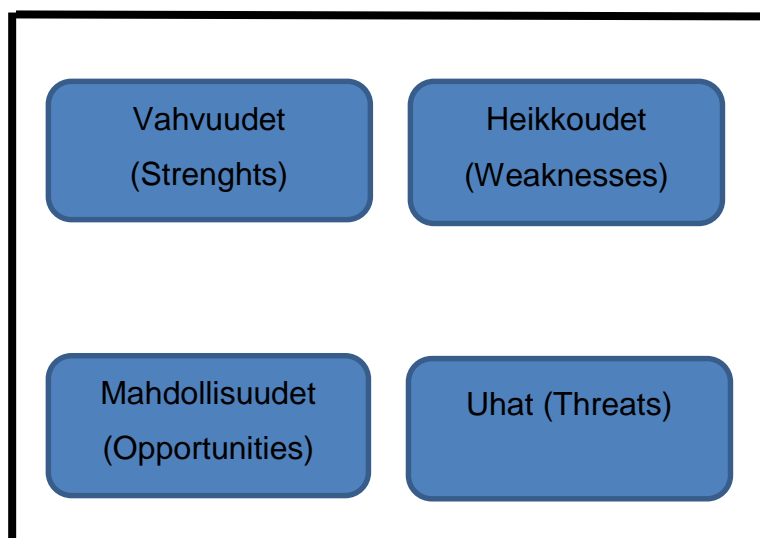 Vahvuudet
(Strenghts)
Heikkoudet
(Weaknesses)
Mahdollisuudet
(Opportunities)
Uhat (Threats)